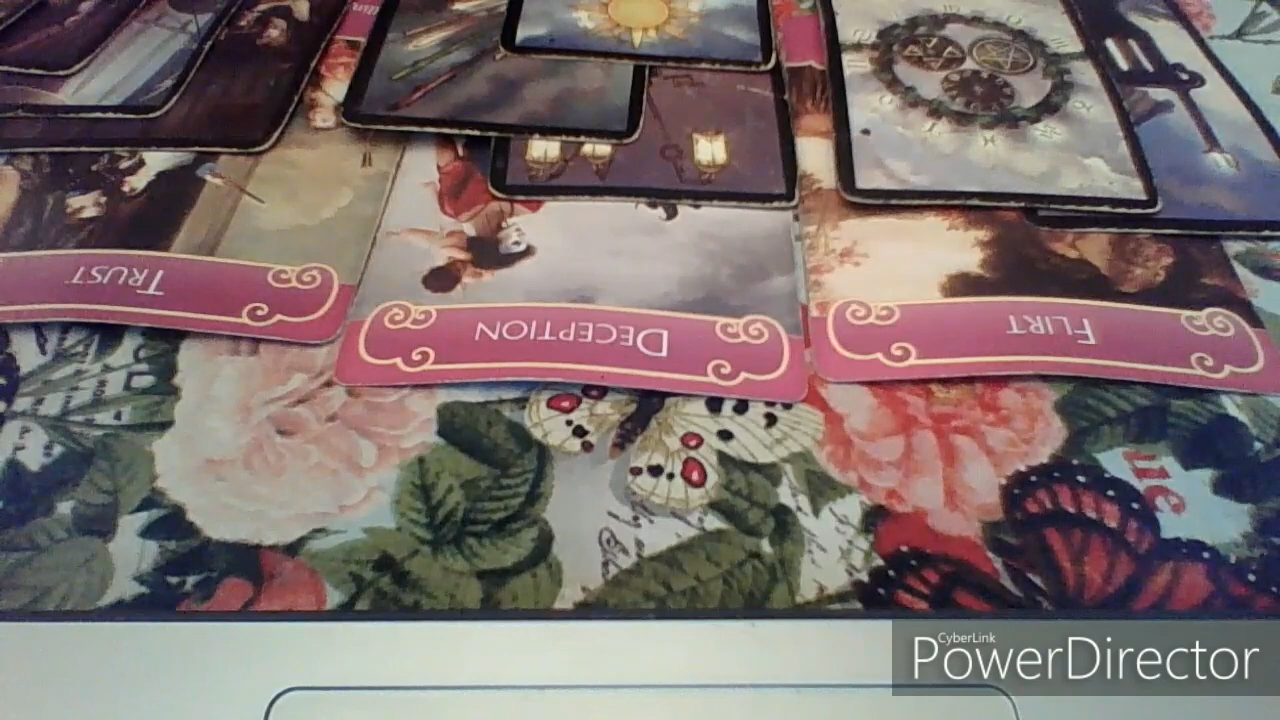 TRUST
DECEPTION
FLIRT
CyberLink
PowerDirector